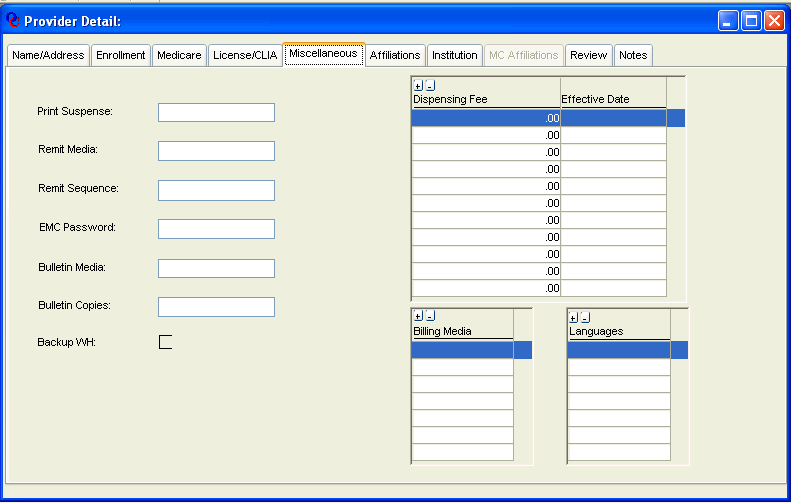 Provider Detail:
Name/Address Enrollment Medicare License/CLIA Miscellaneous Affiliations Institution MC Affiliations Review Notes
Print Suspense:
Remit Media:
Remit Sequence:
EMC Password:
Bulletin Media:
Bulletin Copies:
Backup WH:
+ -
Dispensing Fee Effective Date
.00
.00
.00
.00
.00
.00
.00
.00
.00
.00
.00
+ -
Billing Media
+ -
Languages